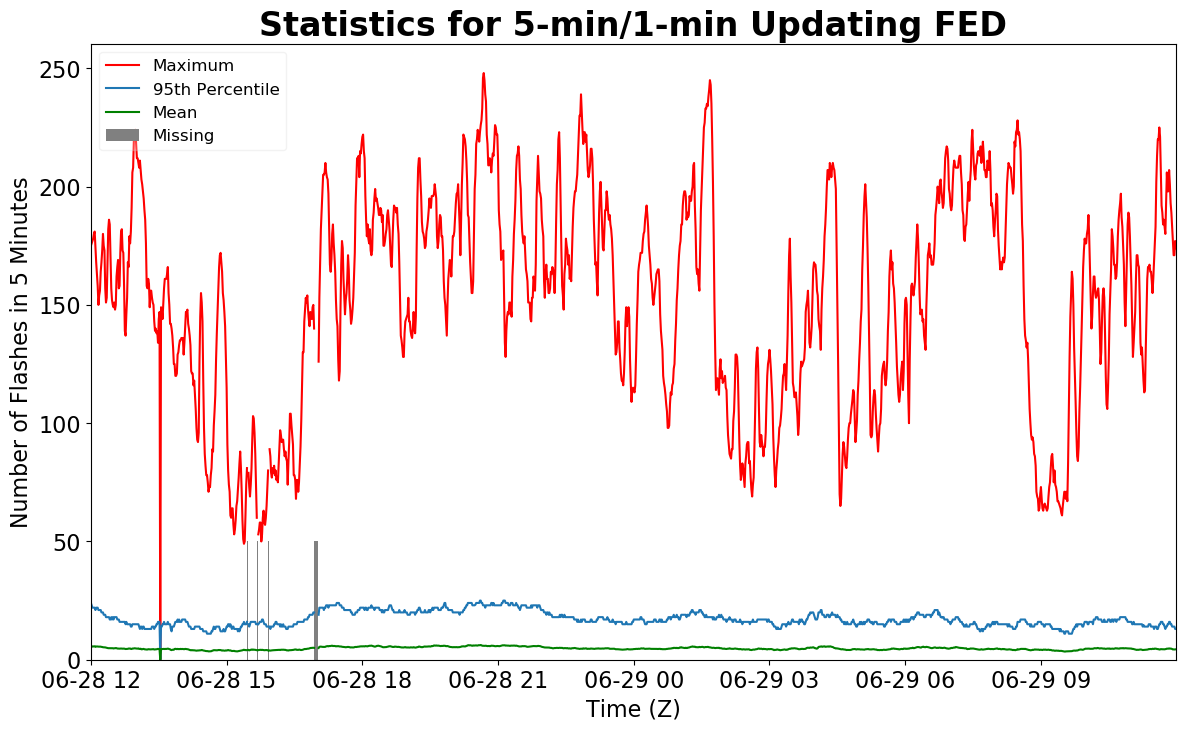 Statistics for 5-min/1-min Updating FED
Maximum
95th Percentile
Mean
Missing
Number of Flashes in 5 Minutes
250
200
150
100
50
0
06-28 12 06-28 15 06-28 18 06-28 21 06-29 00 06-29 03 06-29 06 06-29 09
Time (Z)